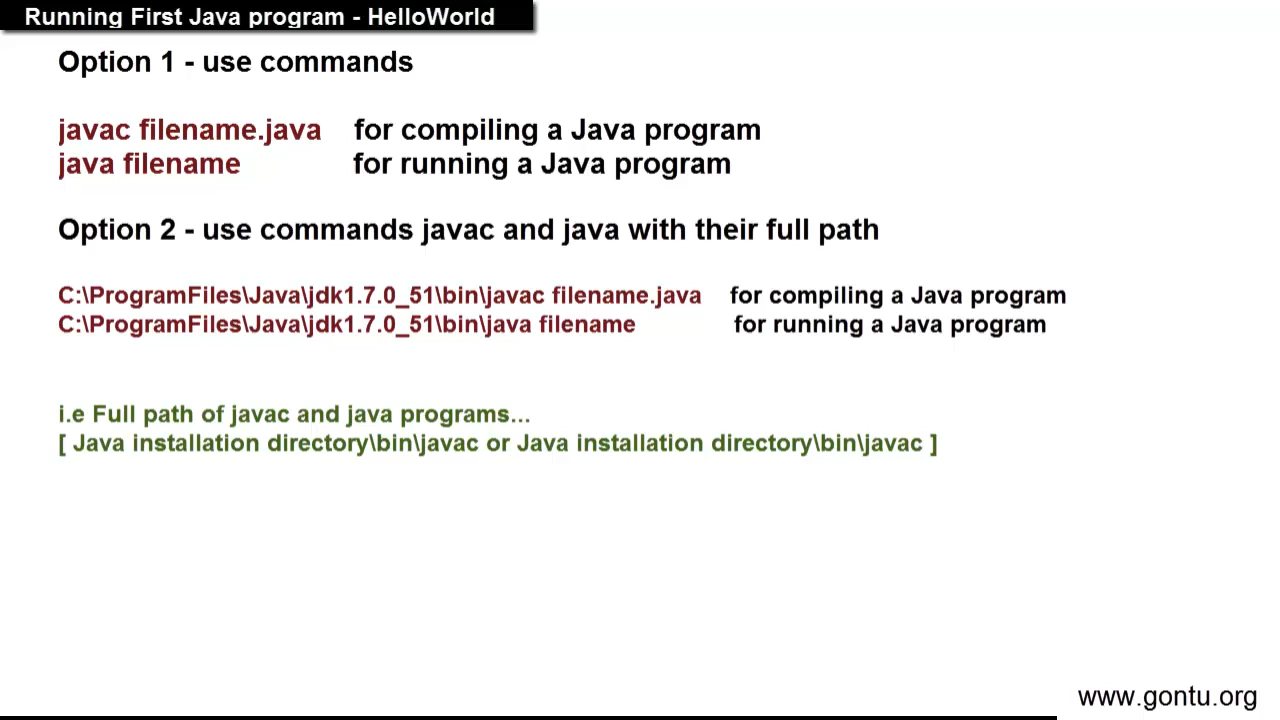 Running First Java program - HelloWorld
Option 1 - use commands
javac filename.java for compiling a Java program
java filename for running a Java program
Option 2 - use commands javac and java with their full path
C:\ProgramFiles\Java\jdk1.7.0_51\bin\javac filename.java for compiling a Java program
C:\ProgramFiles\Java\jdk1.7.0_51\bin\java filename for running a Java program
i.e Full path of javac and java programs...
[ Java installation directory\bin\javac or Java installation directory\bin\javac ]
www.gontu.org